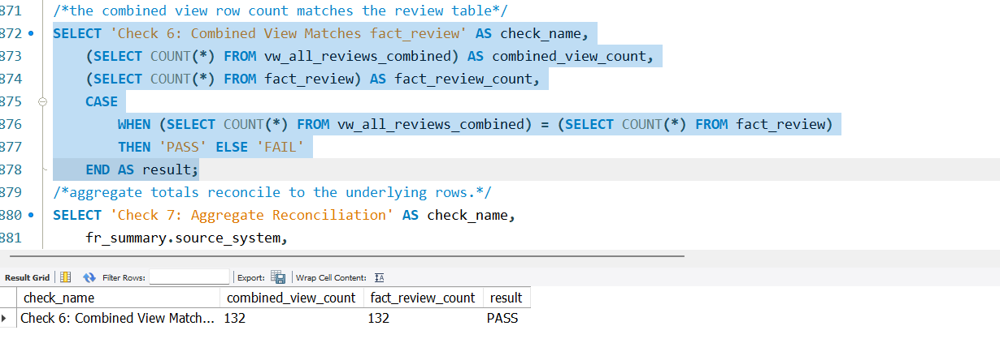 871 /*the combined view row count matches the review table*/
872 SELECT 'Check 6: Combined View Matches fact_review' AS check_name,
873 (SELECT COUNT(*) FROM vw_all_reviews_combined) AS combined_view_count,
874 (SELECT COUNT(*) FROM fact_review) AS fact_review_count,
875 CASE
876 WHEN (SELECT COUNT(*) FROM vw_all_reviews_combined) = (SELECT COUNT(*) FROM fact_review)
877 THEN 'PASS' ELSE 'FAIL'
878 END AS result;
879 /*aggregate totals reconcile to the underlying rows.*/
880 SELECT 'Check 7: Aggregate Reconciliation' AS check_name,
881 fr_summary.source_system,
Result Grid Filter Rows: Export: Wrap Cell Content:
check_name combined_view_count fact_review_count result
Check 6: Combined View Match... 132 132 PASS